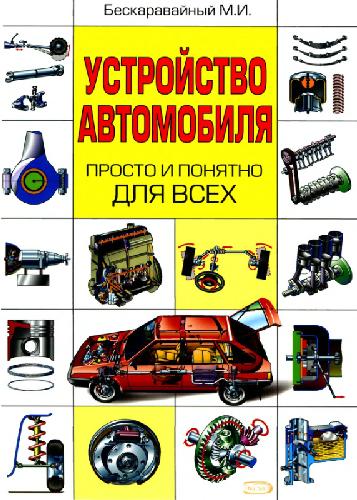 Бескаравайный М.И.
УСТРОЙСТВО
АВТОМОБИЛЯ
ПРОСТО И ПОНЯТНО
ДЛЯ ВСЕХ